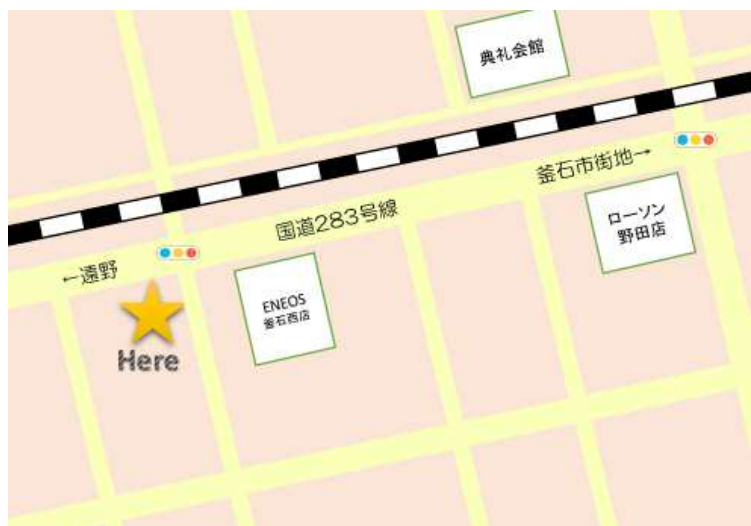 典礼会館
釜石市街地→
ローソン
野田店
国道283号線
←遠野
ENEOS
釜石西店
Here